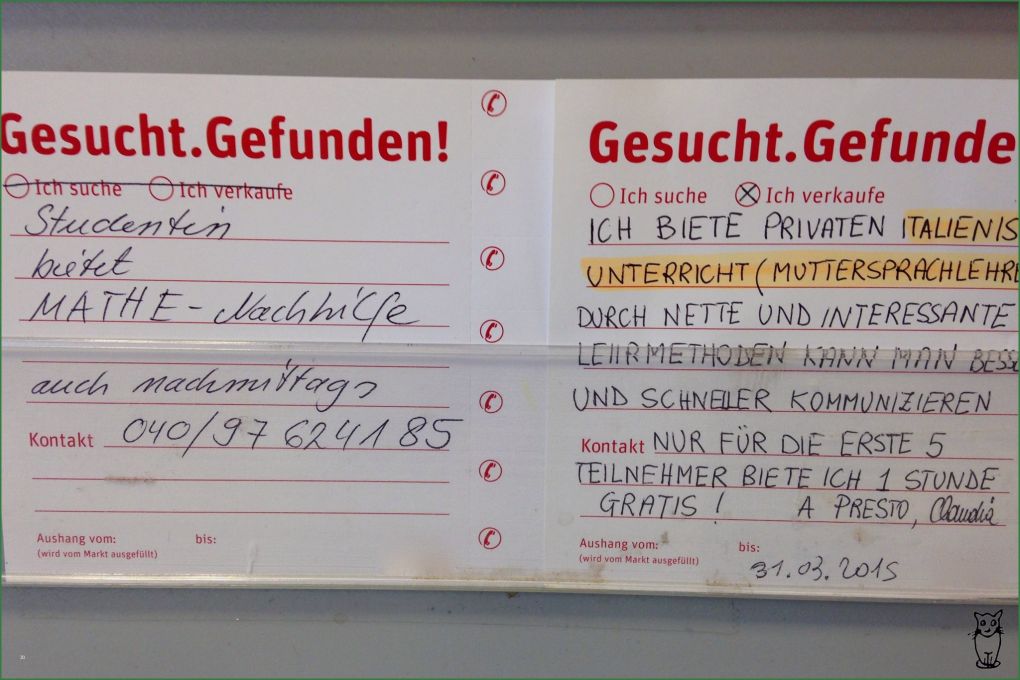 Gesucht.Gefunden!
Ich suche Ich verkaufe
Studentin
bietet
MATHE - Nachhilfe
auch nachmittags
Kontakt 040/97 6241 85
Aushang vom: bis:
(wird vom Markt ausgefüllt)
Gesucht.Gefunde
Ich suche Ich verkaufe
ICH BIETE PRIVATEN ITALIENIS
UNTERRICHT (MUTTERSPRACHLEHRE
DURCH NETTE UND INTERESSANTE
LEHRMETHODEN KANN MAN BESS
UND SCHNELLER KOMMUNIZIEREN
Kontakt NUR FÜR DIE ERSTE 5
TEILNEHMER BIETE ICH 1 STUNDE
GRATIS ! A PRESTO, Claudia
Aushang vom: bis:
(wird vom Markt ausgefüllt)
31.03.2015